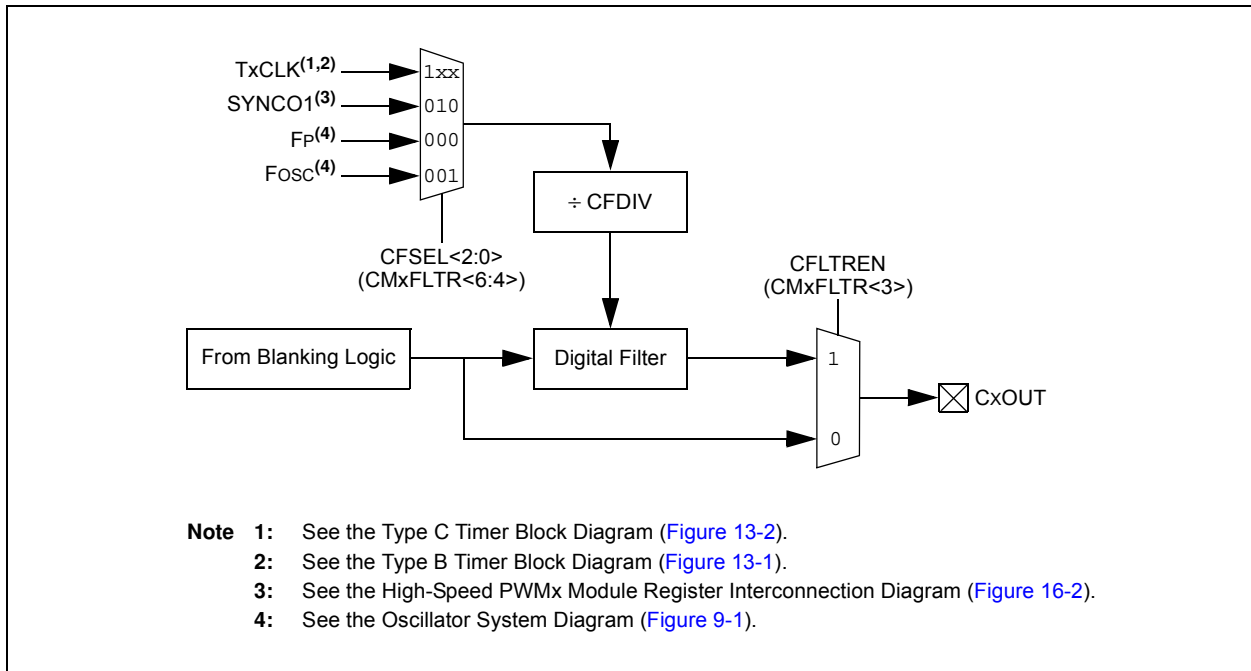 TxCLK(1,2)
SYNCO1(3)
FP(4)
FOSC(4)
1xx
010
000
001
÷ CFDIV
CFSEL<2:0>
(CMxFLTR<6:4>)
CFLTREN
(CMxFLTR<3>)
From Blanking Logic
Digital Filter
1
0
CxOUT
Note 1: See the Type C Timer Block Diagram (Figure 13-2).
2: See the Type B Timer Block Diagram (Figure 13-1).
3: See the High-Speed PWMx Module Register Interconnection Diagram (Figure 16-2).
4: See the Oscillator System Diagram (Figure 9-1).